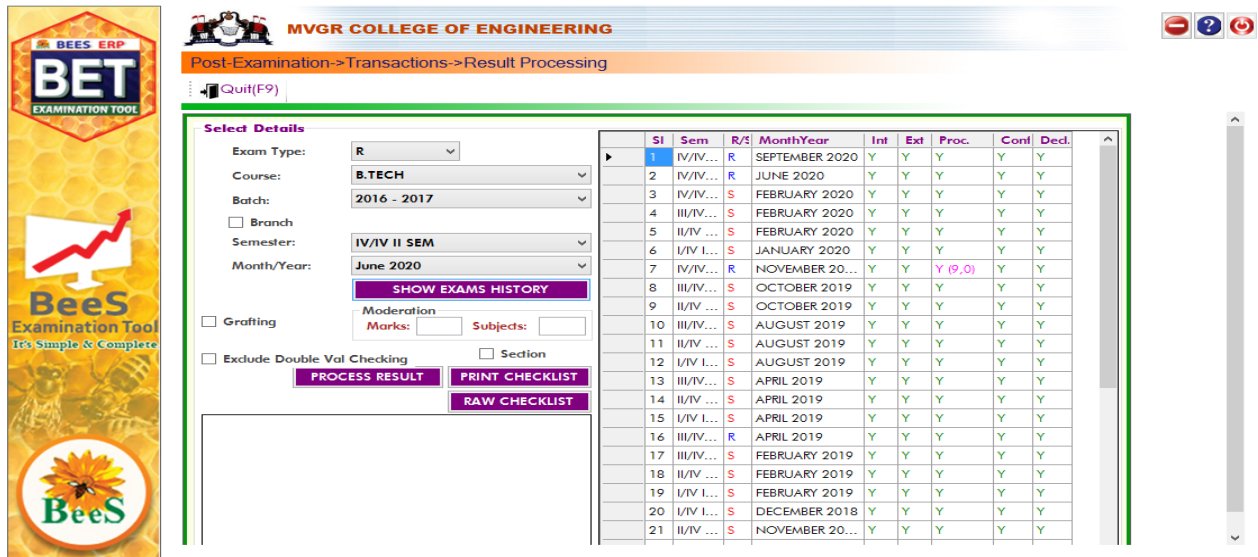 BEES ERP
BET
EXAMINATION TOOL
BeeS
Examination Tool
It's Simple & Complete
BeeS
MVGR COLLEGE OF ENGINEERING
Post-Examination->Transactions->Result Processing
Quit(F9)
Select Details
Exam Type: R
Course: B.TECH
Batch: 2016 - 2017
Branch
Semester: IV/IV II SEM
Month/Year: June 2020
SHOW EXAMS HISTORY
Grafting
Moderation
Marks: Subjects:
Exclude Double Val Checking
Section
PROCESS RESULT PRINT CHECKLIST
RAW CHECKLIST
Sl Sem R/S MonthYear Int Ext Proc. Conf Decl.
1 IV/IV... R SEPTEMBER 2020 Y Y Y Y Y
2 IV/IV... R JUNE 2020 Y Y Y Y Y
3 IV/IV... S FEBRUARY 2020 Y Y Y Y Y
4 III/IV... S FEBRUARY 2020 Y Y Y Y Y
5 II/IV ... S FEBRUARY 2020 Y Y Y Y Y
6 I/IV I... S JANUARY 2020 Y Y Y Y Y
7 IV/IV... R NOVEMBER 20... Y Y Y (9,0) Y Y
8 III/IV... S OCTOBER 2019 Y Y Y Y Y
9 II/IV ... S OCTOBER 2019 Y Y Y Y Y
10 III/IV... S AUGUST 2019 Y Y Y Y Y
11 II/IV ... S AUGUST 2019 Y Y Y Y Y
12 I/IV I... S AUGUST 2019 Y Y Y Y Y
13 III/IV... S APRIL 2019 Y Y Y Y Y
14 II/IV ... S APRIL 2019 Y Y Y Y Y
15 I/IV I... S APRIL 2019 Y Y Y Y Y
16 III/IV... R APRIL 2019 Y Y Y Y Y
17 III/IV... S FEBRUARY 2019 Y Y Y Y Y
18 II/IV ... S FEBRUARY 2019 Y Y Y Y Y
19 I/IV I... S FEBRUARY 2019 Y Y Y Y Y
20 I/IV I... S DECEMBER 2018 Y Y Y Y Y
21 II/IV ... S NOVEMBER 20... Y Y Y Y Y